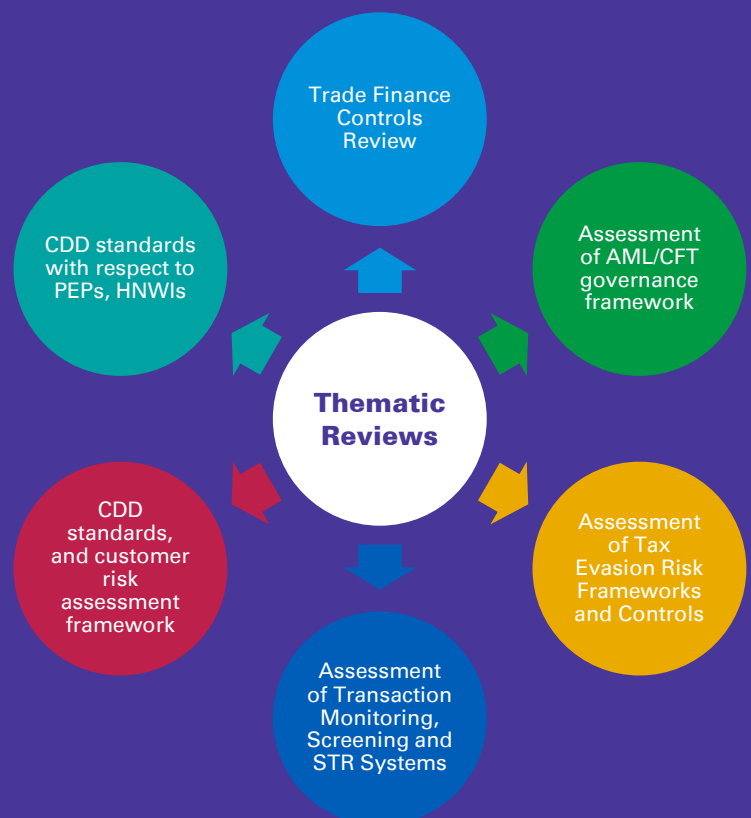 Trade Finance
Controls
Review
CDD standards
with respect to
PEPs, HNWIs
Assessment
of AML/CFT
governance
framework
Thematic
Reviews
CDD
standards,
and customer
risk
assessment
framework
Assessment
of Tax
Evasion Risk
Frameworks
and Controls
Assessment
of Transaction
Monitoring,
Screening and
STR Systems